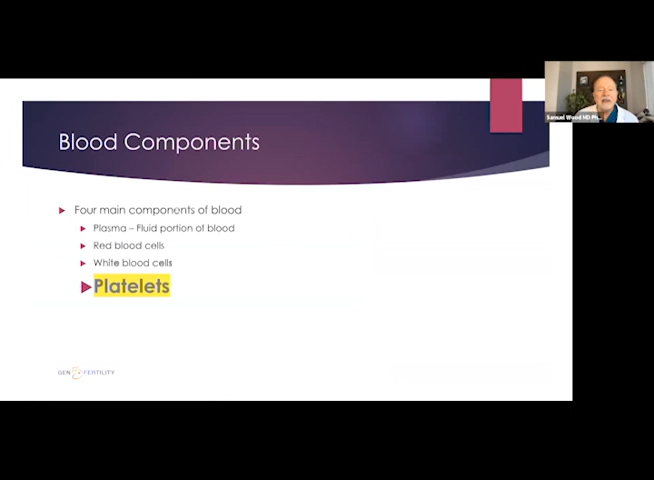 Blood Components
Samuel Wood MD Ph...
Four main components of blood
Plasma – Fluid portion of blood
Red blood cells
White blood cells
Platelets
GEN FERTILITY